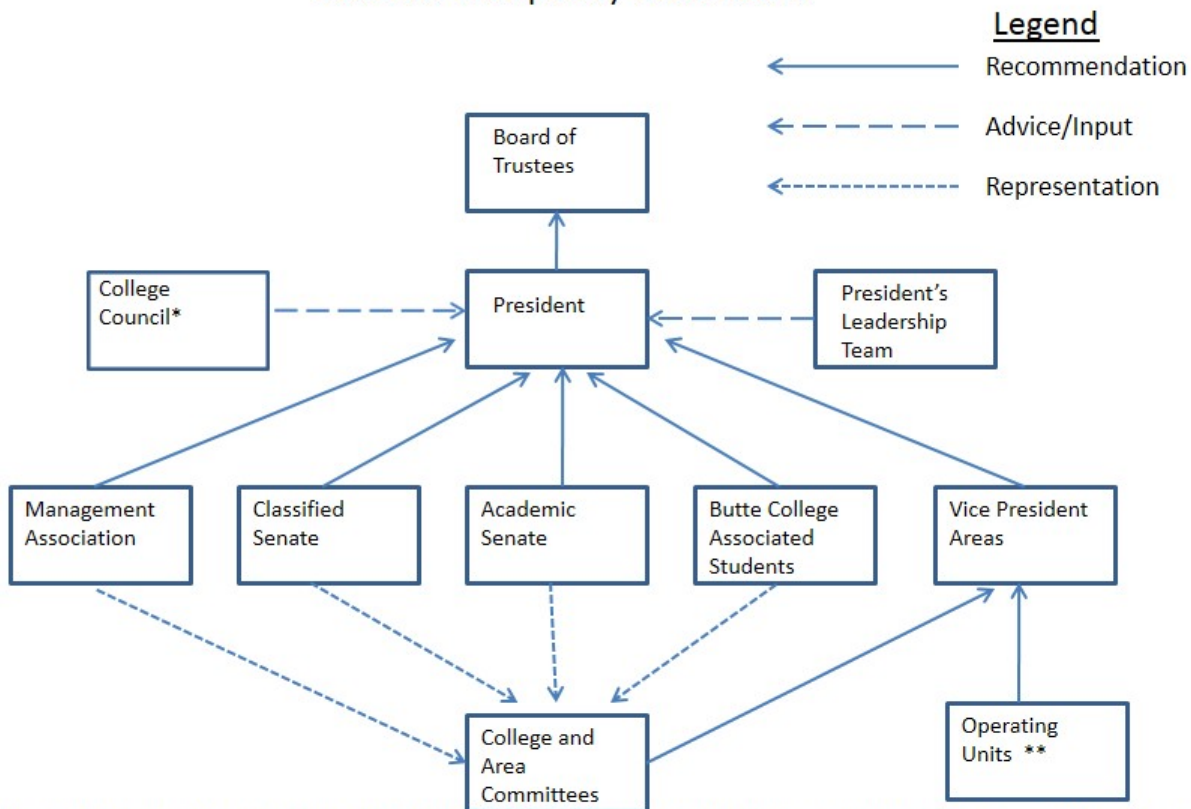 Legend
Recommendation
Advice/Input
Representation
Board of
Trustees
College
Council*
President
President's
Leadership
Team
Management
Association
Classified
Senate
Academic
Senate
Butte College
Associated
Students
Vice President
Areas
College and
Area
Committees
Operating
Units **